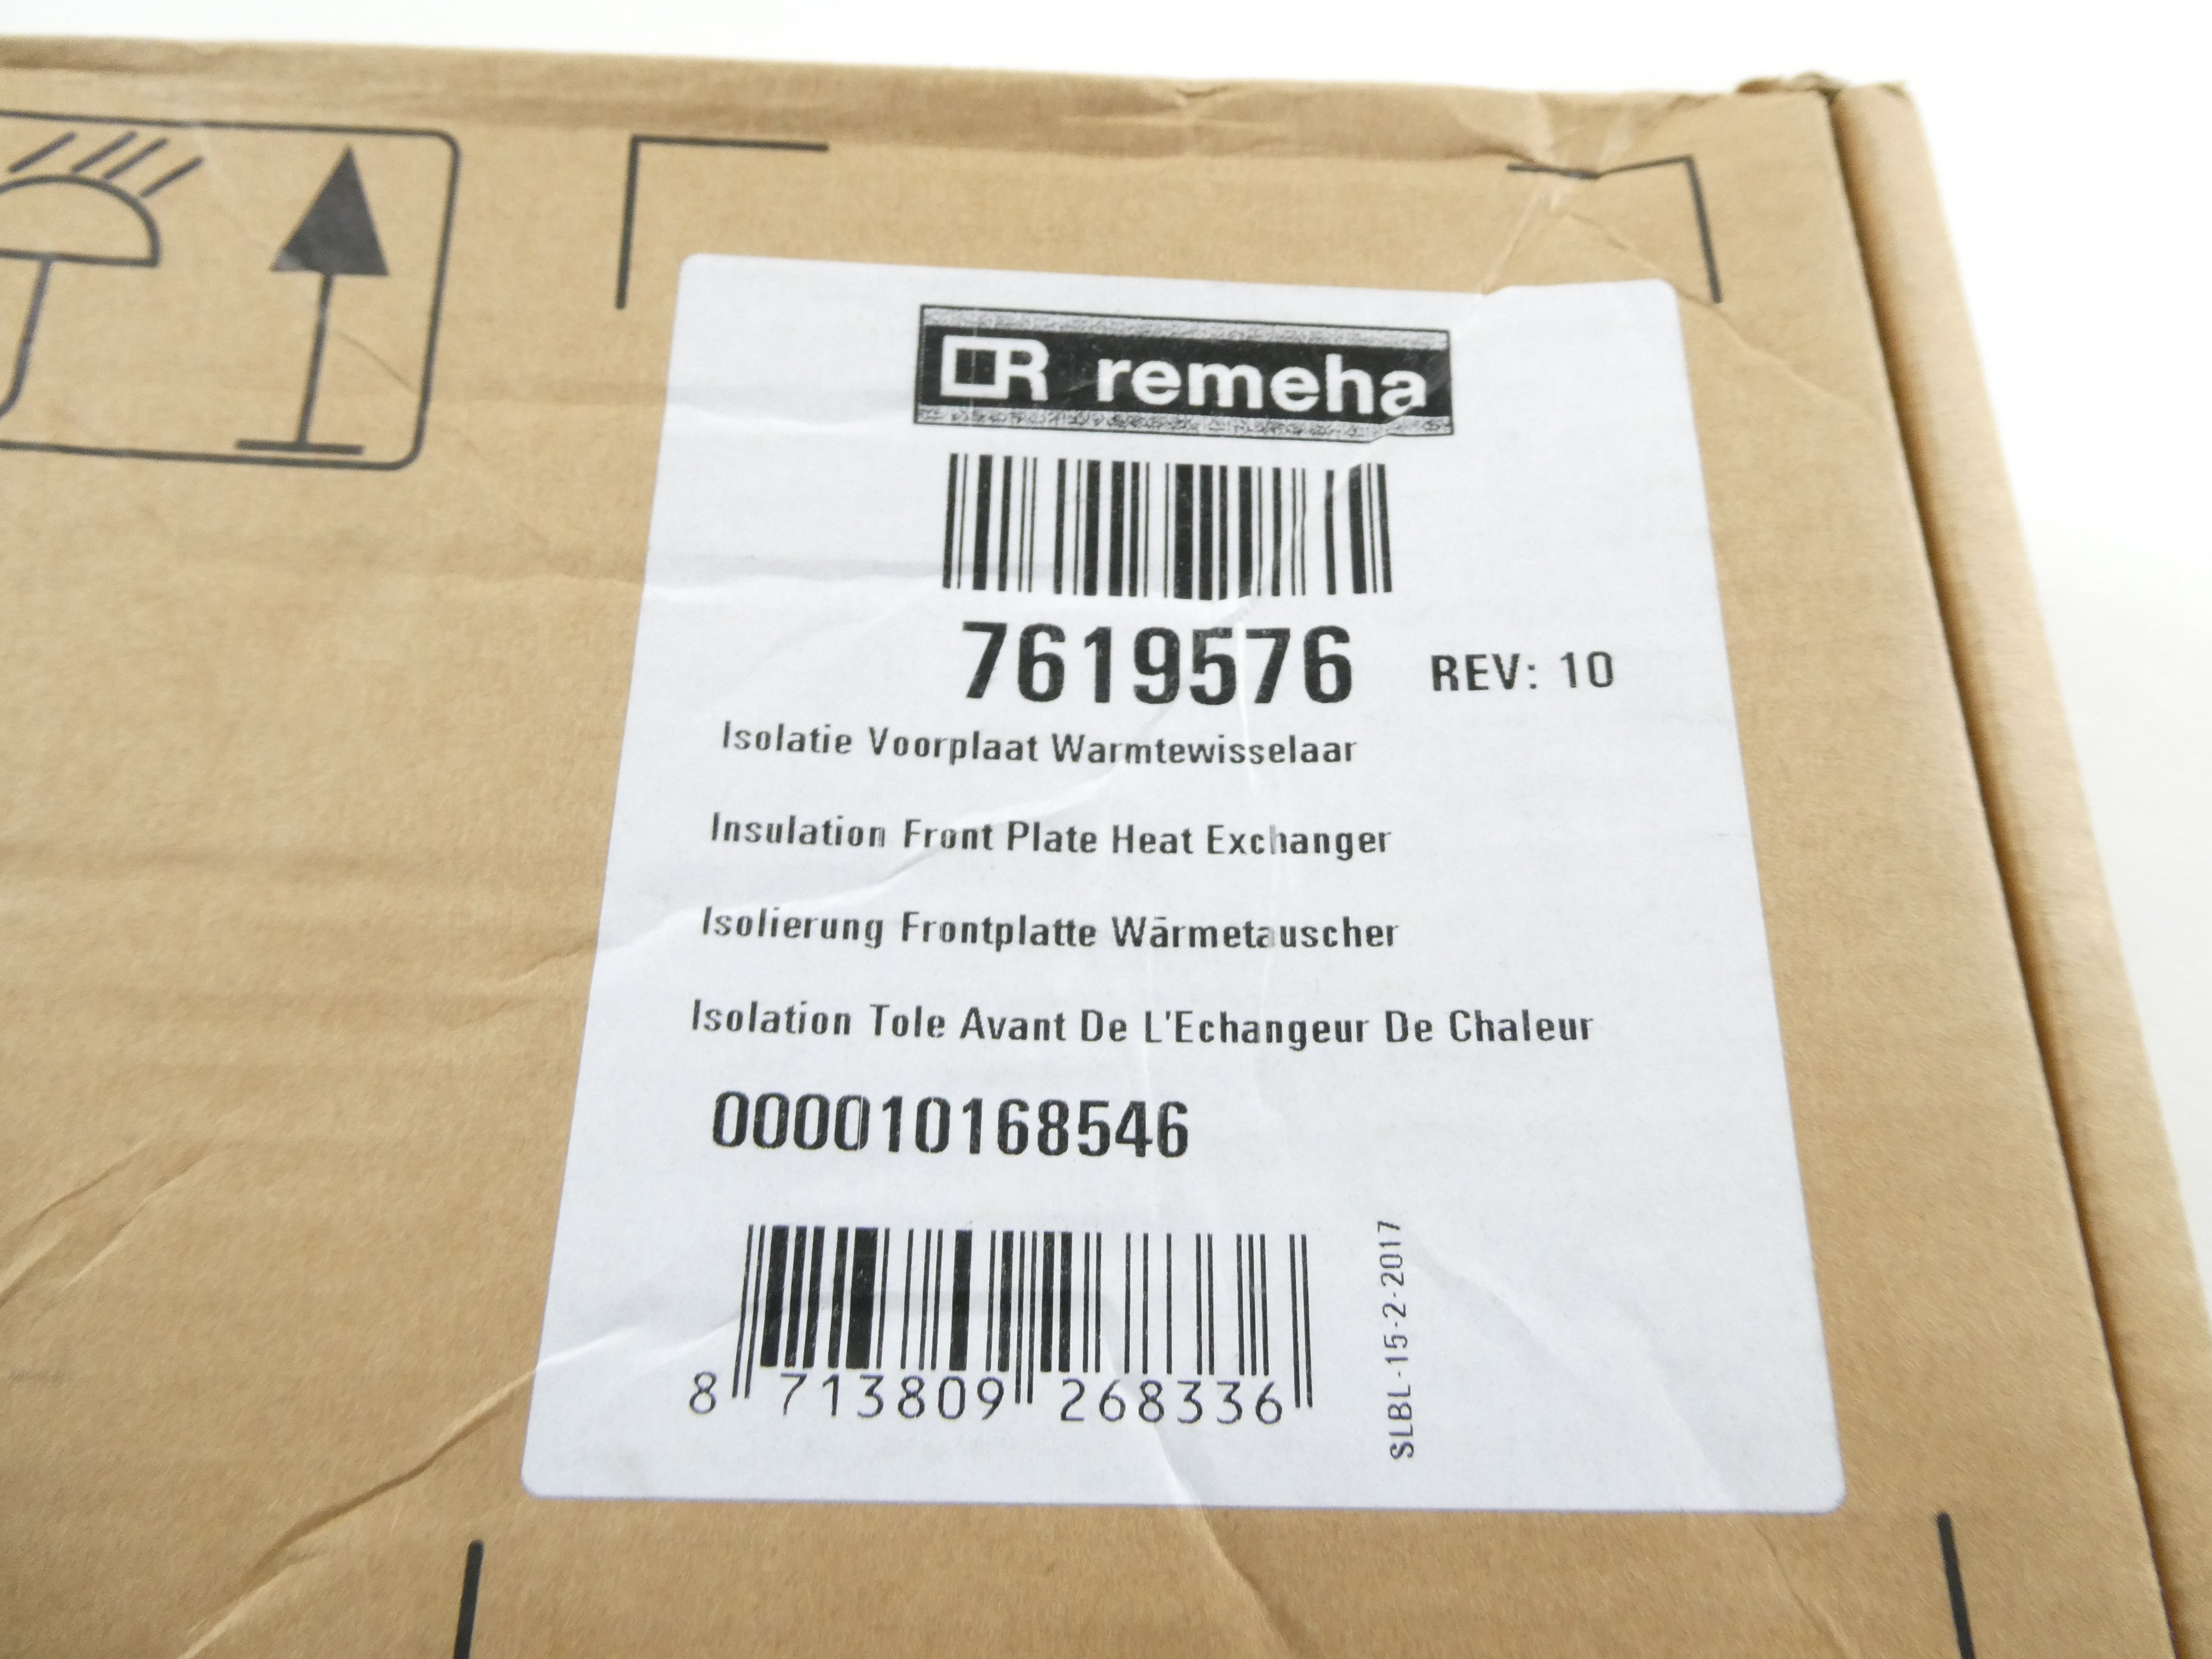 R remeha
7619576 REV: 10
Isolatie Voorplaat Warmtewisselaar
Insulation Front Plate Heat Exchanger
Isolierung Frontplatte Wärmetauscher
Isolation Tole Avant De L'Echangeur De Chaleur
000010168546
8 713809 268336
SLBL-15-2-2017